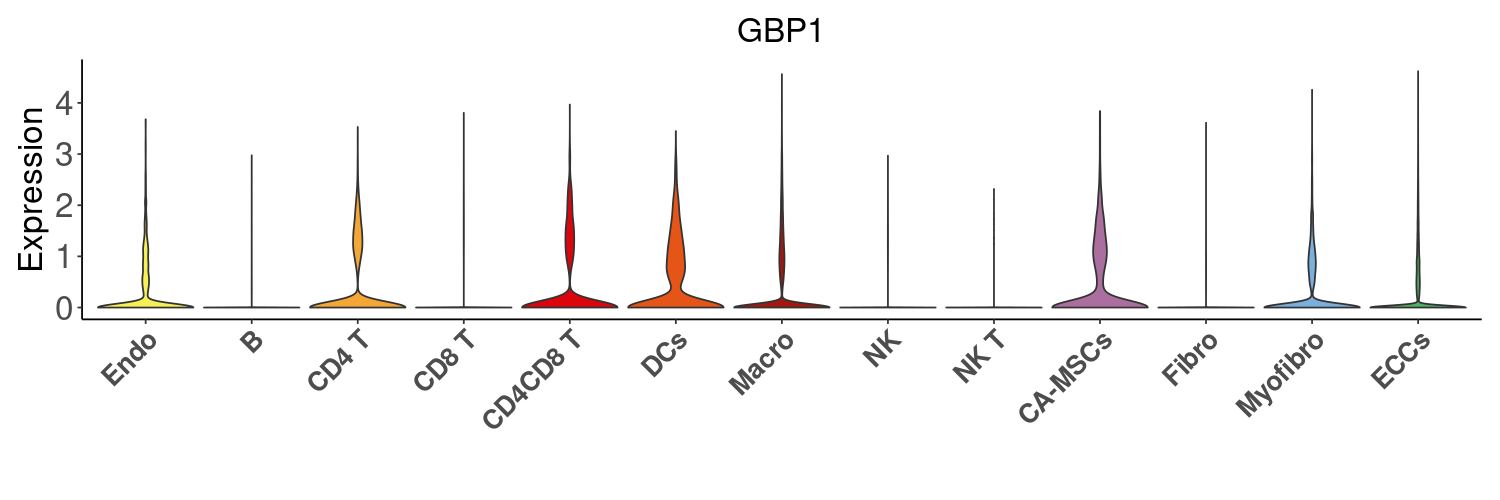 GBP1
Expression
4
3
2
1
0
Endo
B
CD4 T
CD8 T
CD4CD8 T
DCs
Macro
NK
NK T
CA-MSCs
Fibro
Myofibro
ECCs